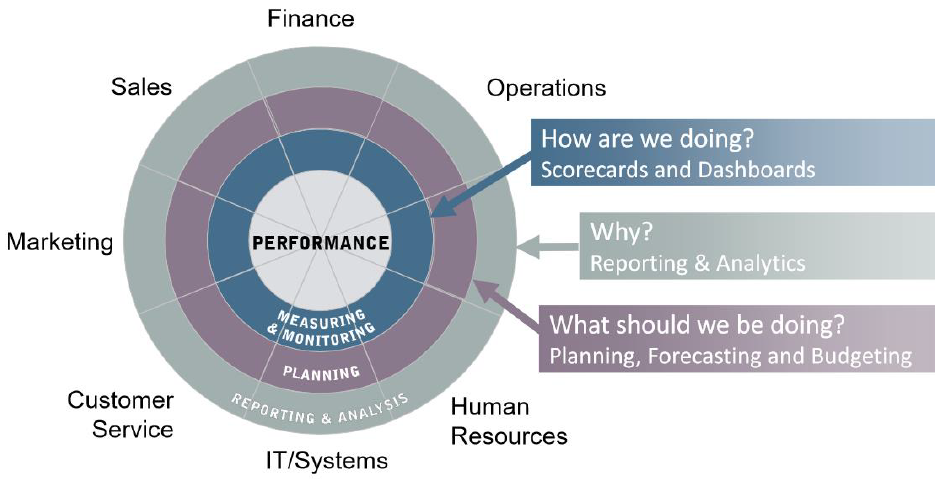 Finance
Sales
Operations
How are we doing?
Scorecards and Dashboards
Marketing
PERFORMANCE
Why?
Reporting & Analytics
MEASURING
& MONITORING
What should we be doing?
Planning, Forecasting and Budgeting
PLANNING
REPORTING & ANALYSIS
Customer
Service
Human
Resources
IT/Systems